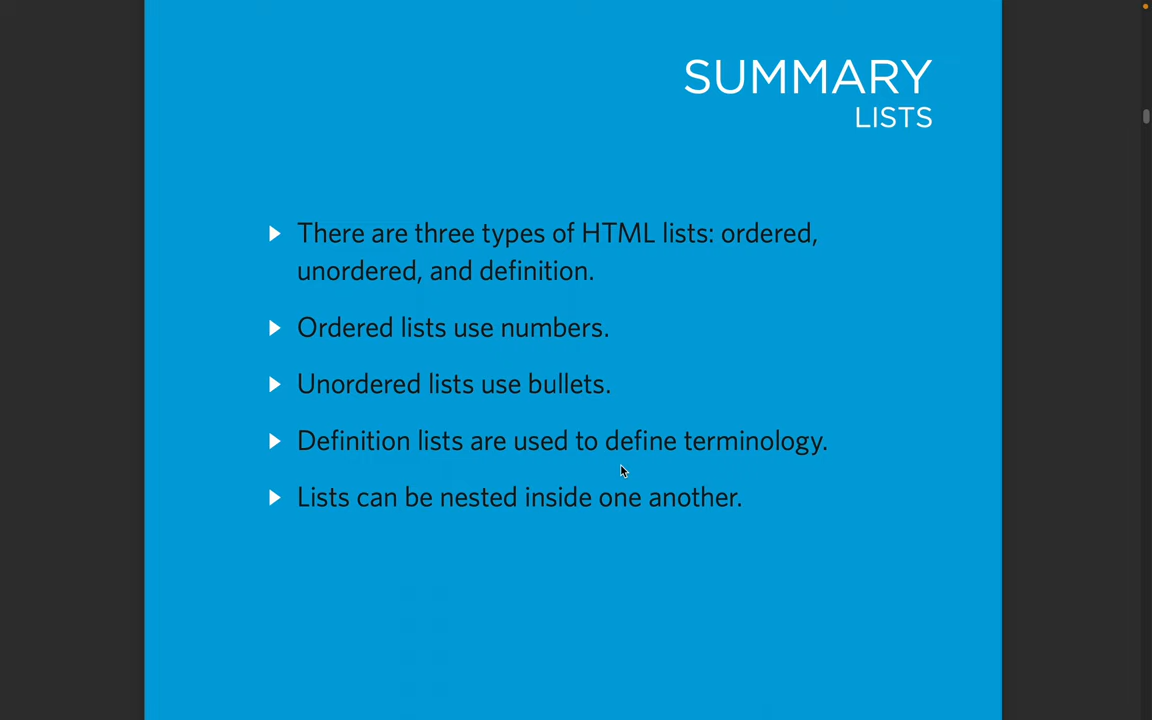 SUMMARY
LISTS
There are three types of HTML lists: ordered,
unordered, and definition.
Ordered lists use numbers.
Unordered lists use bullets.
Definition lists are used to define terminology.
Lists can be nested inside one another.